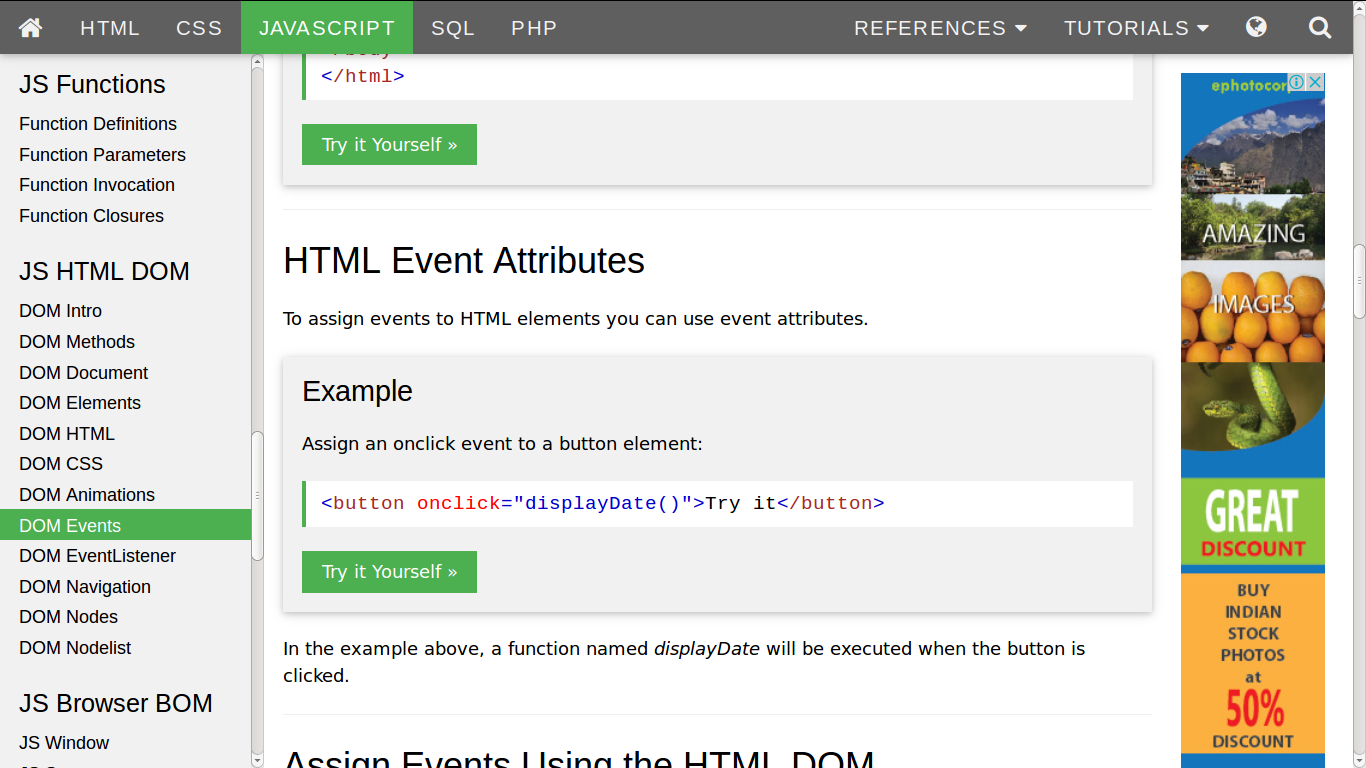 HTML
CSS
JAVASCRIPT
SQL
PHP
REFERENCES
TUTORIALS
JS Functions
Function Definitions
Function Parameters
Function Invocation
Function Closures
JS HTML DOM
DOM Intro
DOM Methods
DOM Document
DOM Elements
DOM HTML
DOM CSS
DOM Animations
DOM Events
DOM EventListener
DOM Navigation
DOM Nodes
DOM Nodelist
JS Browser BOM
JS Window
</html>
Try it Yourself »
HTML Event Attributes
To assign events to HTML elements you can use event attributes.
Example
Assign an onclick event to a button element:
<button onclick="displayDate()">Try it</button>
Try it Yourself »
In the example above, a function named displayDate will be executed when the button is
clicked.
Assign Events Using the HTML DOM
AMAZING
IMAGES
GREAT
DISCOUNT
BUY
INDIAN
STOCK
PHOTOS
at
50%
DISCOUNT